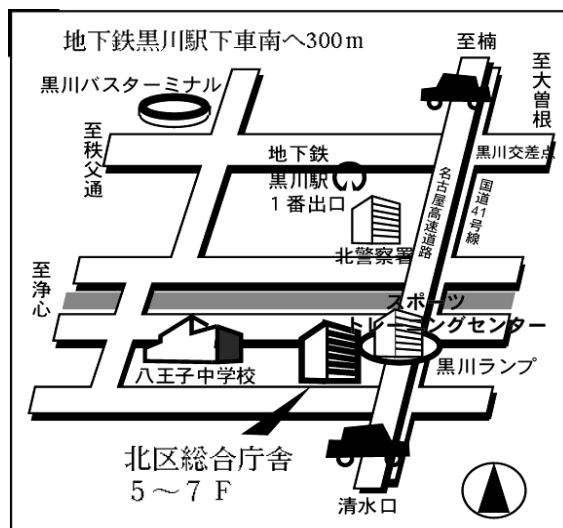 地下鉄黒川駅下車南へ300m
至楠
至大曽根
黒川バスターミナル
至秩父通
地下鉄
黒川駅
1番出口
黒川交差点
名古屋高速道路
国道41号線
北警察署
至浄心
スポーツ
トレーニングセンター
黒川ランプ
八王子中学校
北区総合庁舎
5～7F
清水口